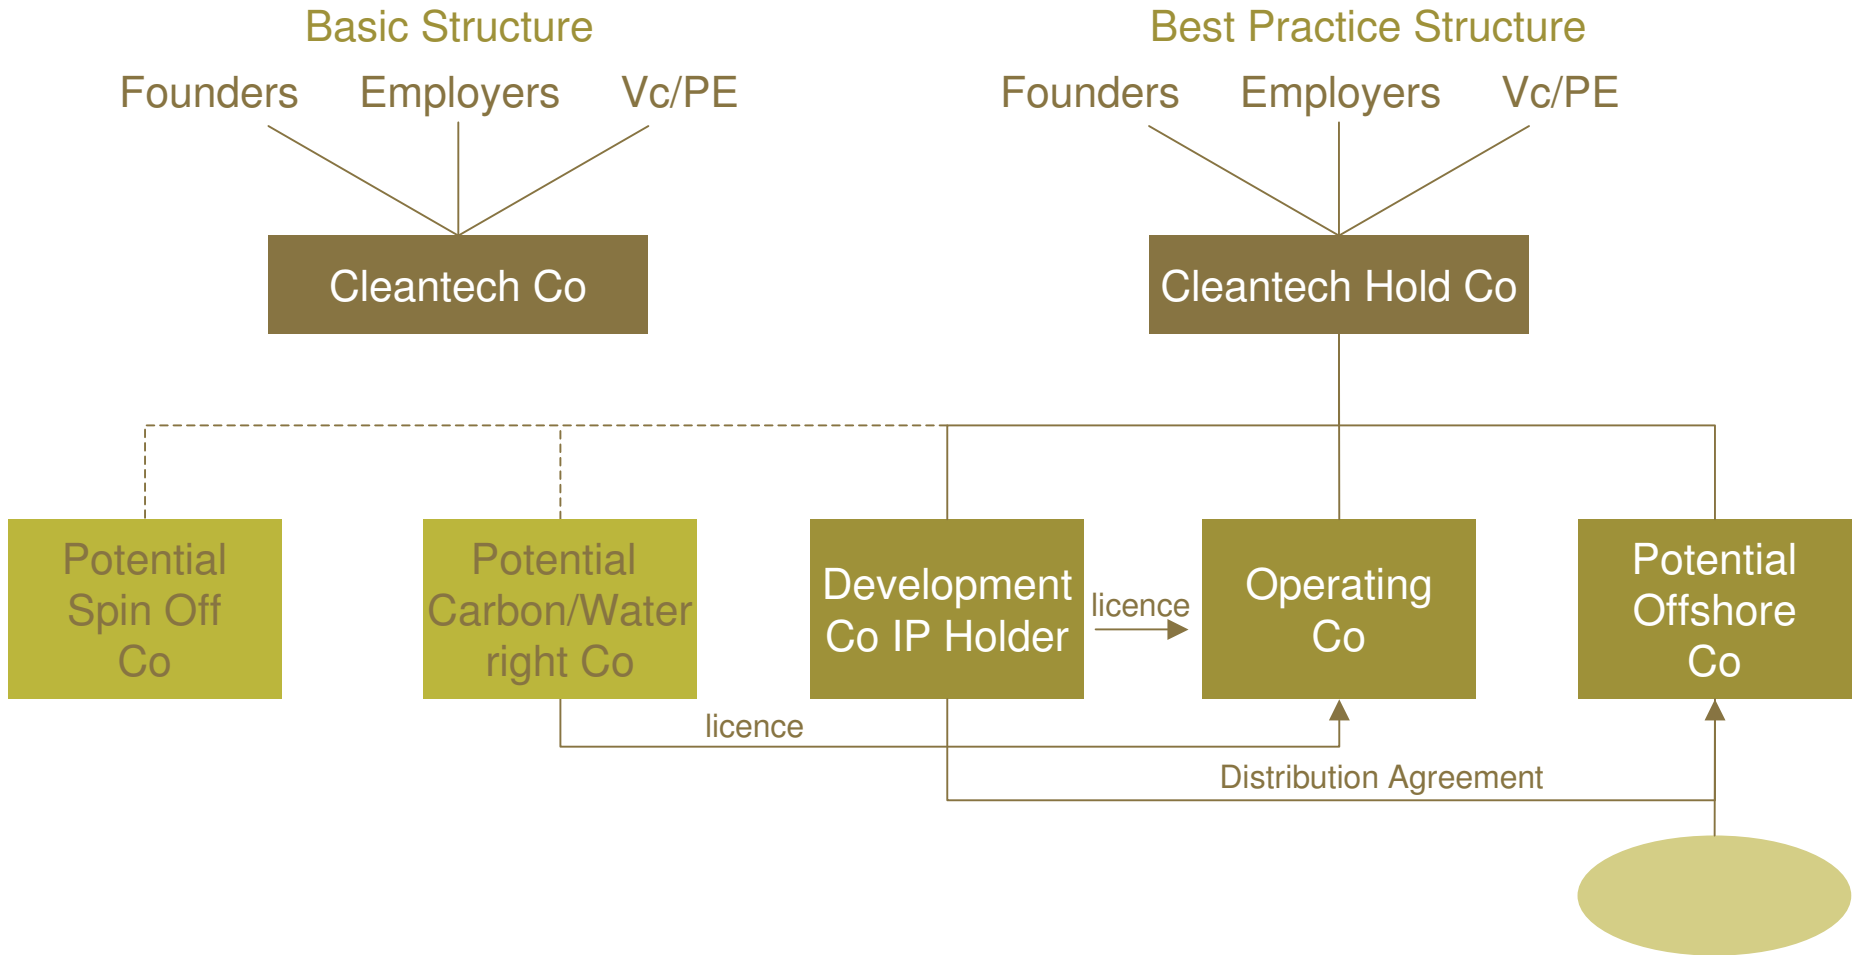 Basic Structure
Founders Employers Vc/PE
Cleantech Co
Best Practice Structure
Founders Employers Vc/PE
Cleantech Hold Co
Potential
Spin Off
Co
Potential
Carbon/Water
right Co
Development
Co IP Holder
licence
Operating
Co
Potential
Offshore
Co
licence
Distribution Agreement